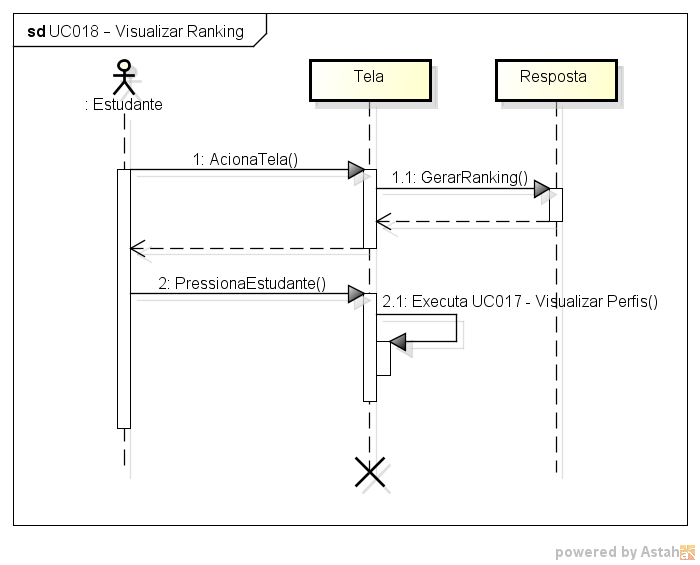 sd UC018 – Visualizar Ranking
: Estudante
Tela
Resposta
1: AcionaTela()
1.1: GerarRanking()
2: PressionaEstudante()
2.1: Executa UC017 - Visualizar Perfis()
powered by Astah